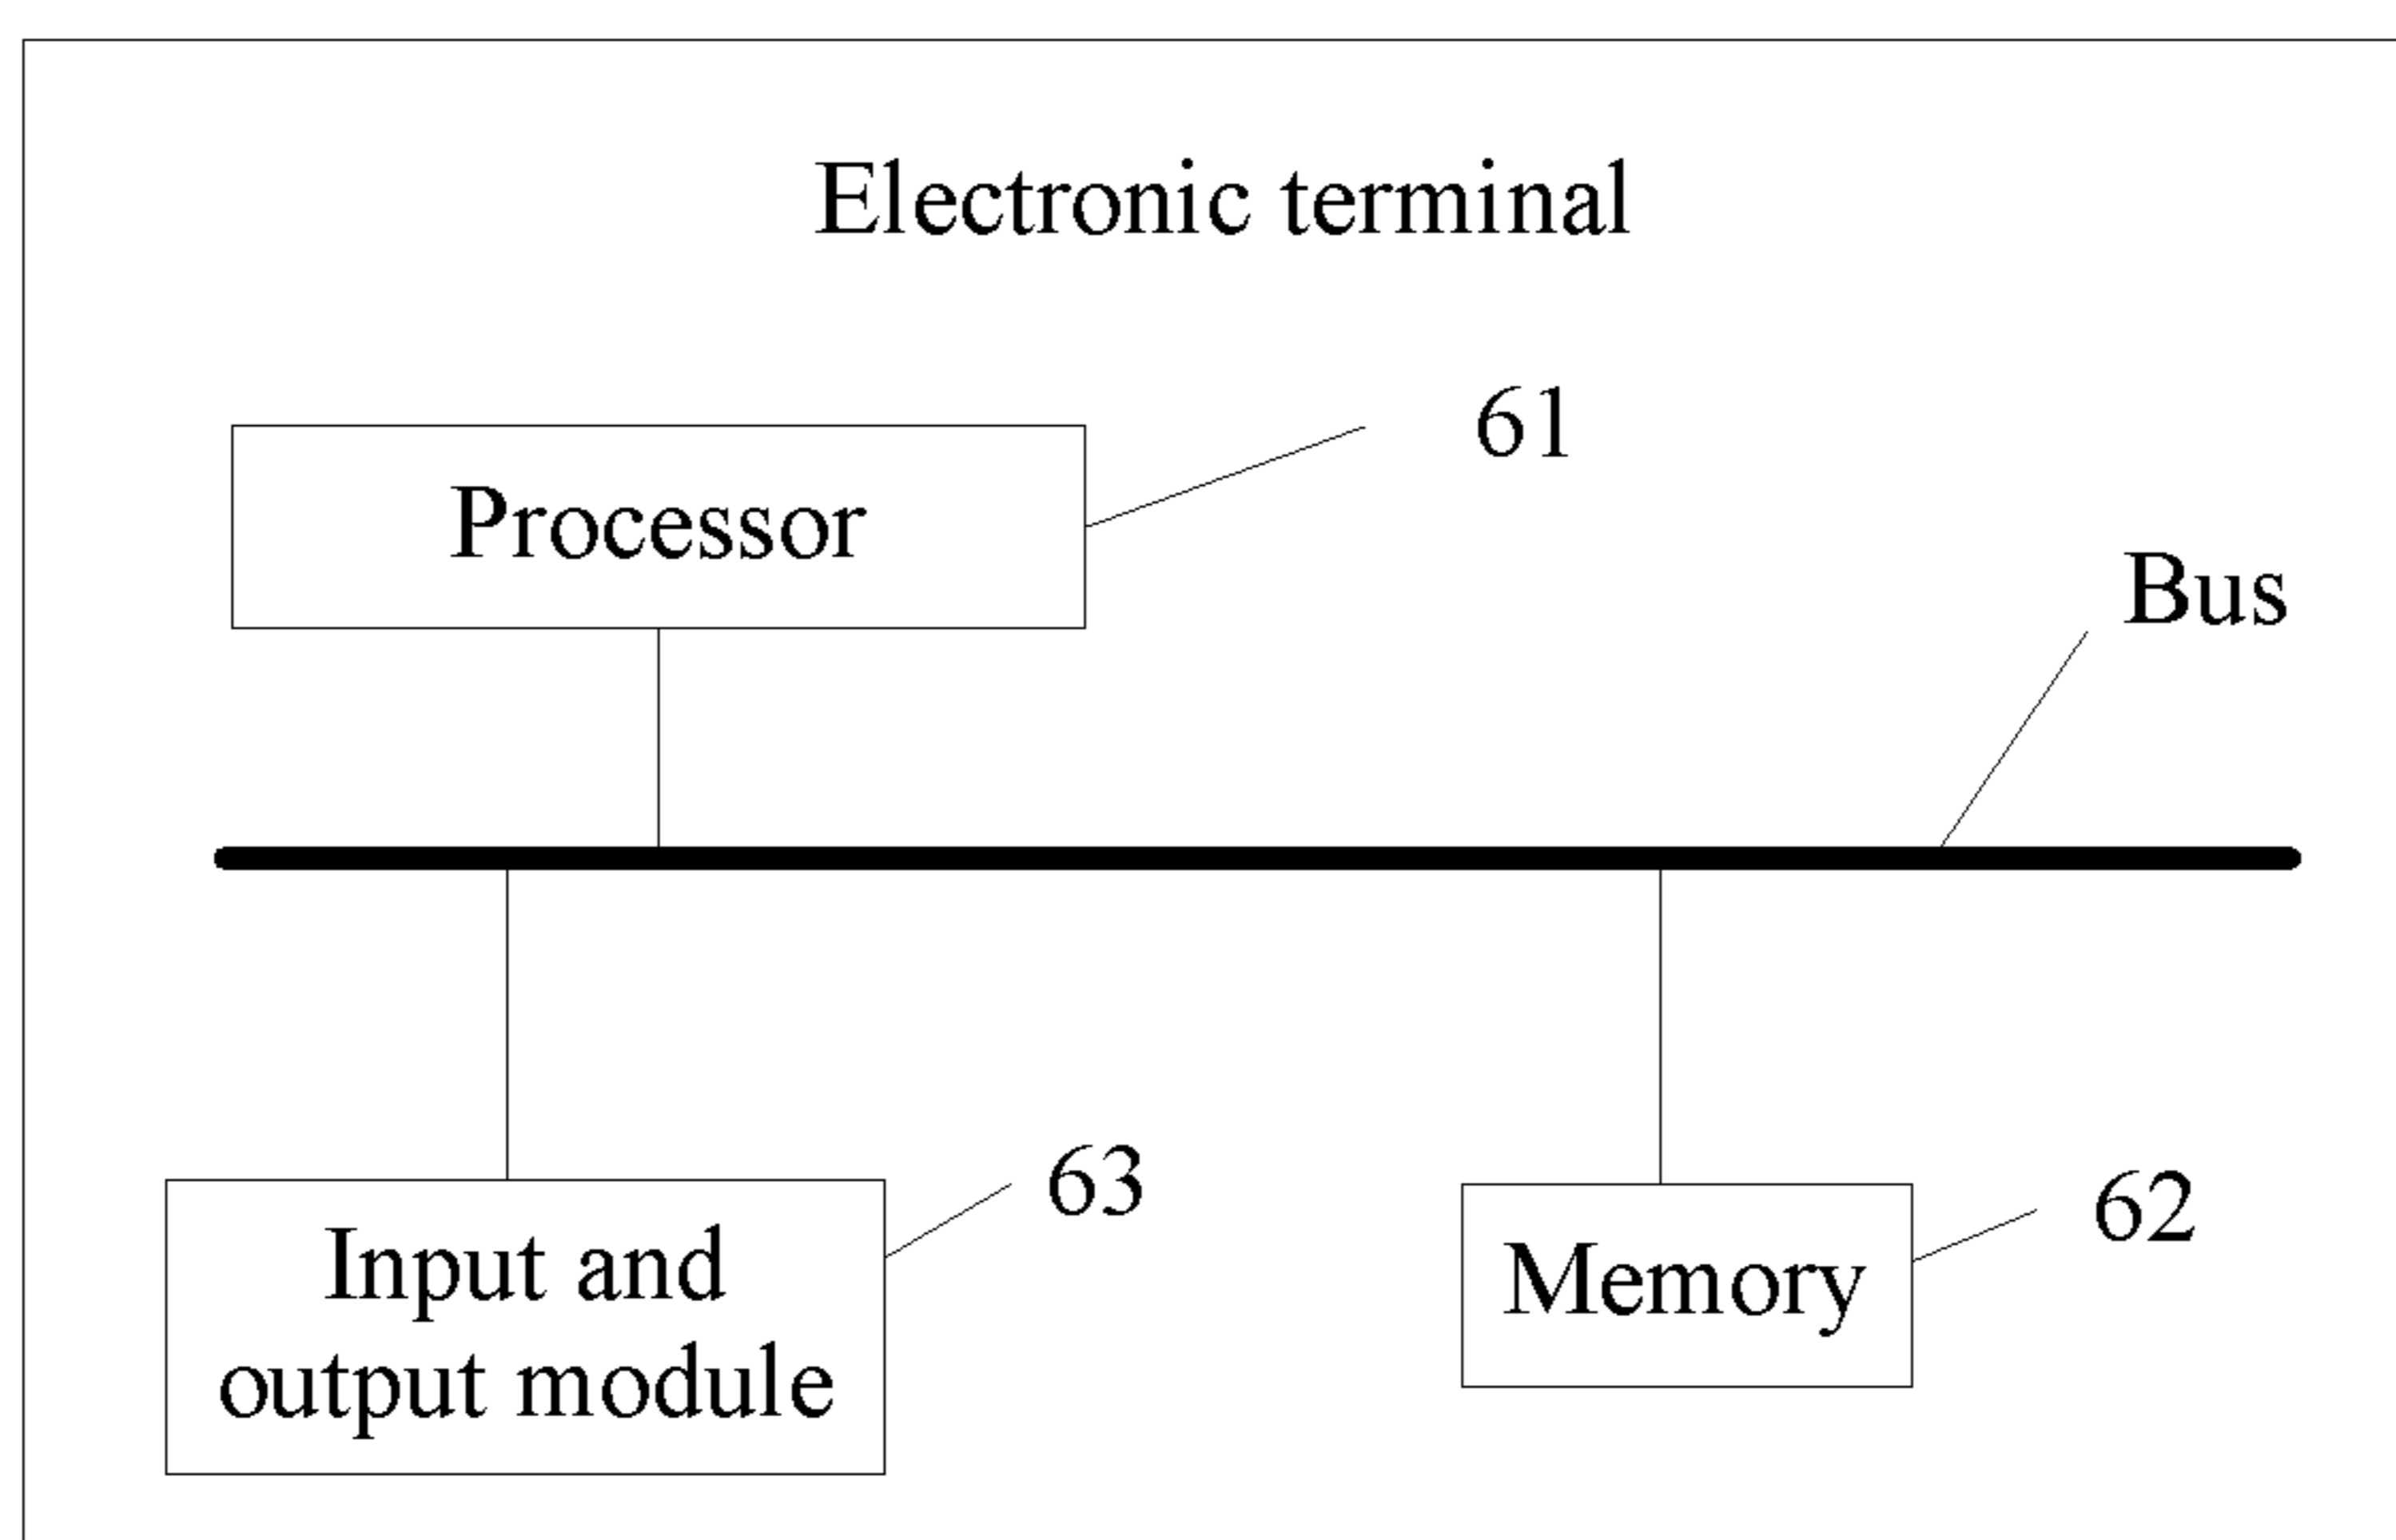 Electronic terminal
61
Processor
Bus
63
62
Input and
output module
Memory